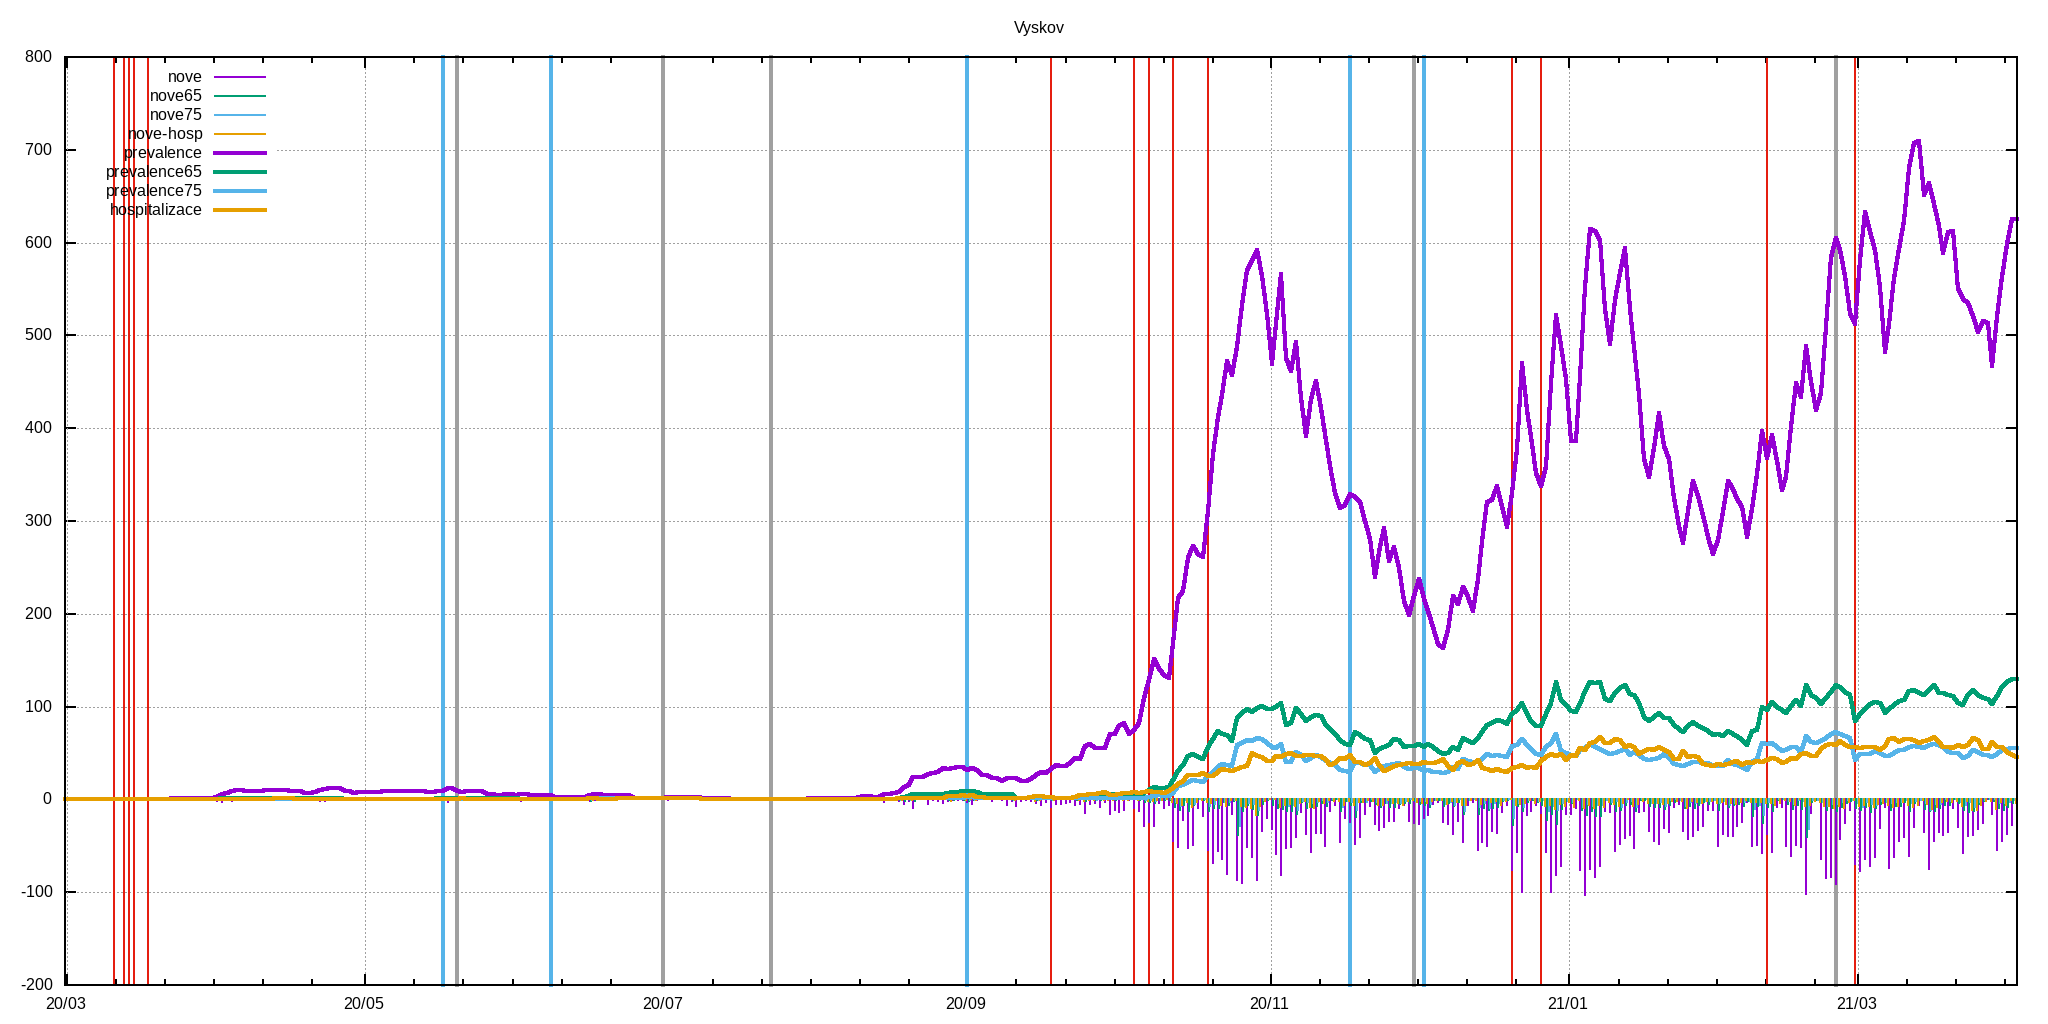 Vyskov
800
700
600
500
400
300
200
100
0
-100
-200
nove
nove65
nove75
nove-hosp
prevalence
prevalence65
prevalence75
hospitalizace
20/03 20/05 20/07 20/09 20/11 21/01 21/03